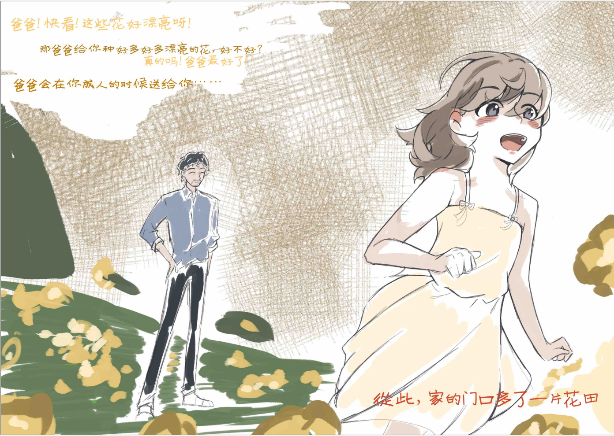 爸爸！快看！这些花好漂亮呀！
那爸爸给你种好多好多漂亮的花，好不好？
真的吗！爸爸最好了！
爸爸会在你成人的时候送给你……
從此，家的门口多了一片花田